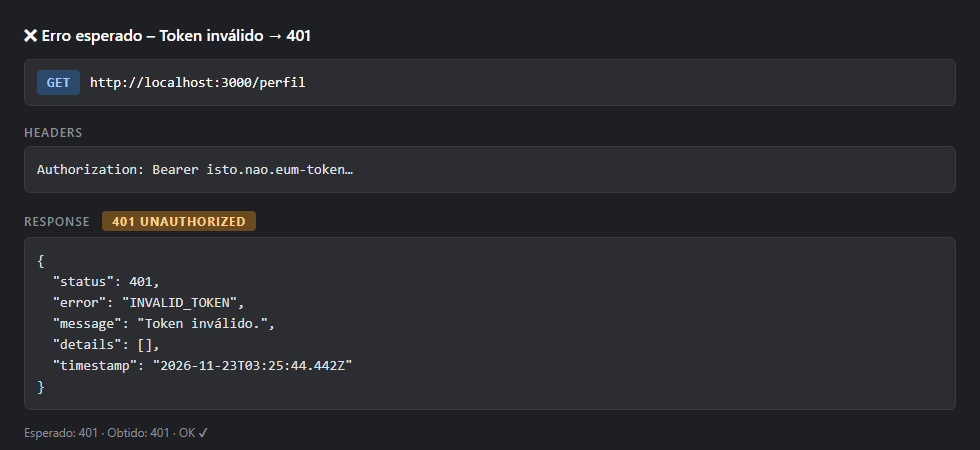 ❌ Erro esperado – Token inválido → 401
GET http://localhost:3000/perfil
HEADERS
Authorization: Bearer isto.nao.eum-token…
RESPONSE 401 UNAUTHORIZED
{
"status": 401,
"error": "INVALID_TOKEN",
"message": "Token inválido.",
"details": [],
"timestamp": "2026-11-23T03:25:44.442Z"
}
Esperado: 401 · Obtido: 401 · OK ✓